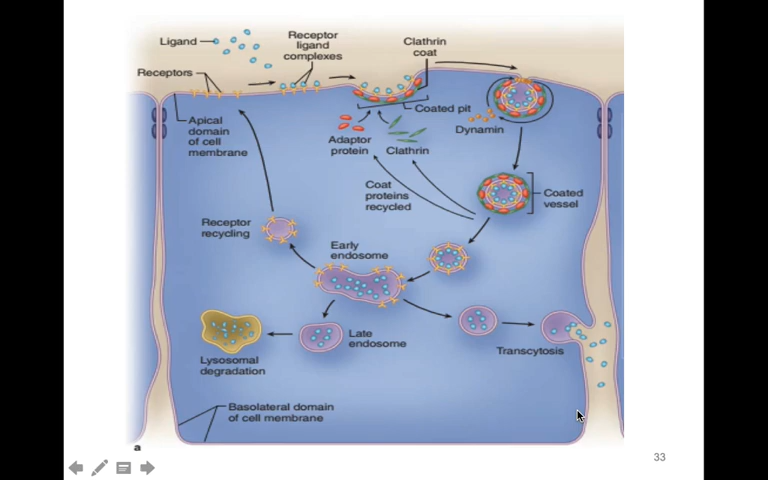 Ligand
Receptor
ligand
complexes
Clathrin
coat
Receptors
Coated pit
Apical
domain
of cell
membrane
Adaptor
protein
Clathrin
Dynamin
Coat
proteins
recycled
Coated
vessel
Receptor
recycling
Early
endosome
Late
endosome
Transcytosis
Lysosomal
degradation
Basolateral domain
of cell membrane
a
33